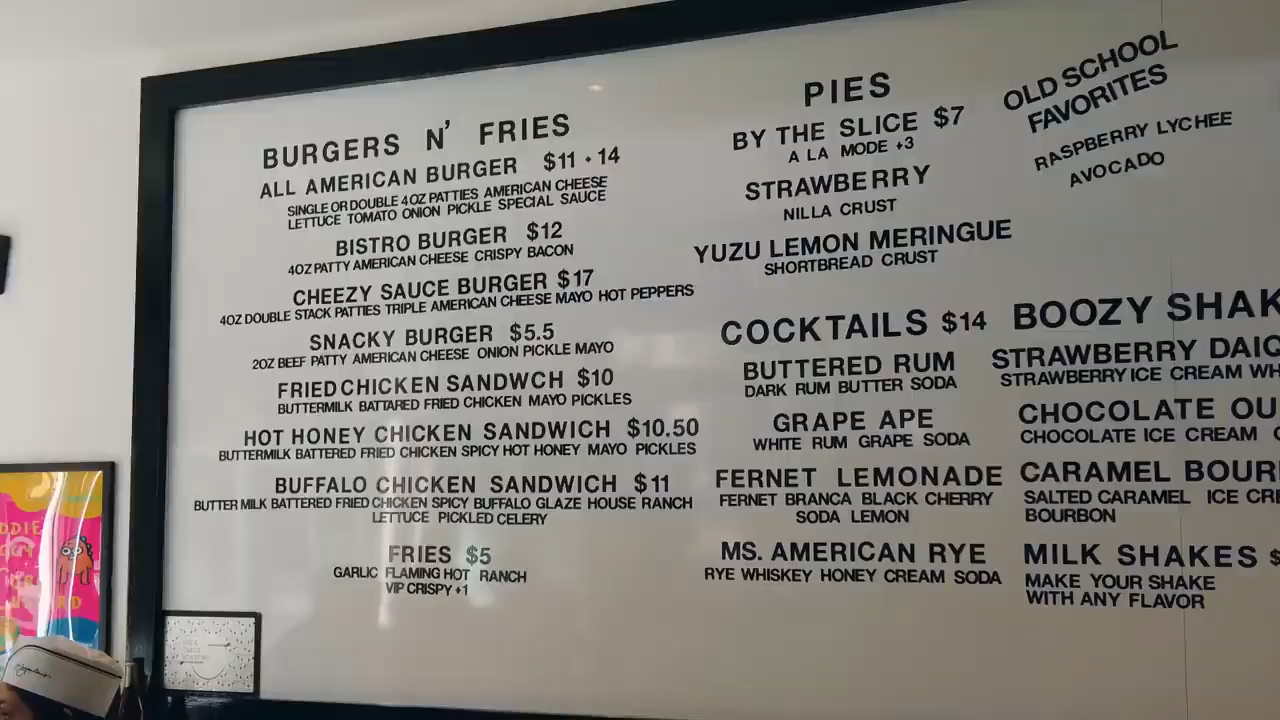 BURGERS N' FRIES
ALL AMERICAN BURGER $11 • 14
SINGLE OR DOUBLE 4OZ PATTIES AMERICAN CHEESE
LETTUCE TOMATO ONION PICKLE SPECIAL SAUCE
BISTRO BURGER $12
4OZ PATTY AMERICAN CHEESE CRISPY BACON
CHEEZY SAUCE BURGER $17
4OZ DOUBLE STACK PATTIES TRIPLE AMERICAN CHEESE MAYO HOT PEPPERS
SNACKY BURGER $5.5
2OZ BEEF PATTY AMERICAN CHEESE ONION PICKLE MAYO
FRIED CHICKEN SANDWCH $10
BUTTERMILK BATTARED FRIED CHICKEN MAYO PICKLES
HOT HONEY CHICKEN SANDWICH $10.50
BUTTERMILK BATTERED FRIED CHICKEN SPICY HOT HONEY MAYO PICKLES
BUFFALO CHICKEN SANDWICH $11
BUTTER MILK BATTERED FRIED CHICKEN SPICY BUFFALO GLAZE HOUSE RANCH
LETTUCE PICKLED CELERY
FRIES $5
GARLIC FLAMING HOT RANCH
VIP CRISPY +1
PIES
BY THE SLICE $7
A LA MODE +3
STRAWBERRY
NILLA CRUST
YUZU LEMON MERINGUE
SHORTBREAD CRUST
OLD SCHOOL
FAVORITES
RASPBERRY LYCHEE
AVOCADO
COCKTAILS $14
BUTTERED RUM
DARK RUM BUTTER SODA
GRAPE APE
WHITE RUM GRAPE SODA
FERNET LEMONADE
FERNET BRANCA BLACK CHERRY
SODA LEMON
MS. AMERICAN RYE
RYE WHISKEY HONEY CREAM SODA
BOOZY SHAK
STRAWBERRY DAIQ
STRAWBERRY ICE CREAM WH
CHOCOLATE OU
CHOCOLATE ICE CREAM
CARAMEL BOUR
SALTED CARAMEL ICE CRE
BOURBON
MILK SHAKES $
MAKE YOUR SHAKE
WITH ANY FLAVOR